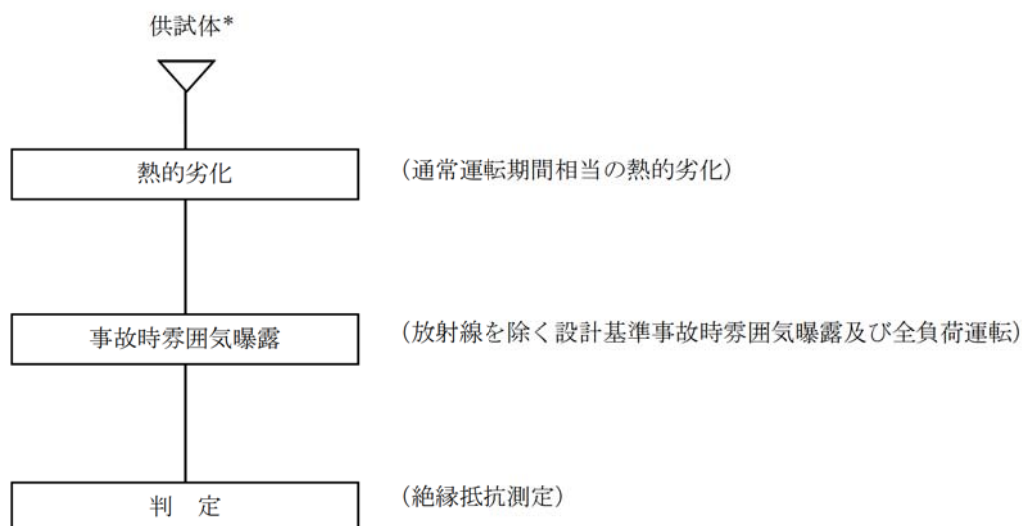 供試体*
熱的劣化
(通常運転期間相当の熱的劣化)
事故時雰囲気曝露
(放射線を除く設計基準事故時雰囲気曝露及び全負荷運転)
判　定
(絶縁抵抗測定)